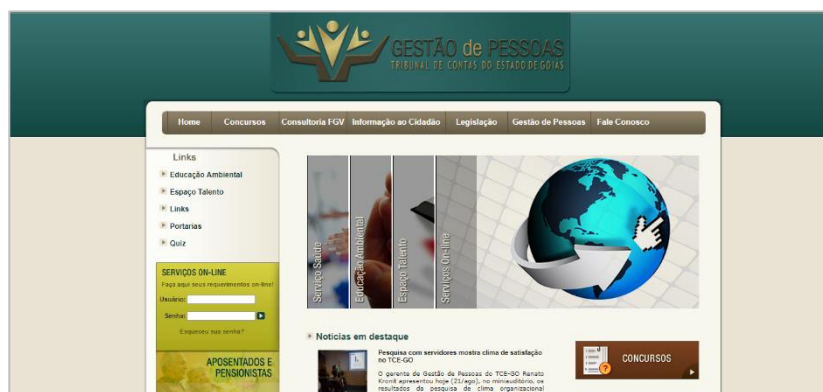 GESTÃO de PESSOAS
TRIBUNAL DE CONTAS DO ESTADO DE GOIÁS
Home Concursos Consultoria FGV Informação ao Cidadão Legislação Gestão de Pessoas Fale Conosco
Links
Educação Ambiental
Espaço Talento
Links
Portarias
Quiz
SERVIÇOS ON-LINE
Faça aqui seus requerimentos on-line!
Usuário:
Senha:
Esqueceu sua senha?
APOSENTADOS E
PENSIONISTAS
Serviço Saúde
Educação Ambiental
Espaço Talento
Serviços On-line
Notícias em destaque
Pesquisa com servidores mostra clima de satisfação
no TCE-GO
O gerente de Gestão de Pessoas do TCE-GO Renato
Kronit apresentou hoje (21/ago), no miniauditório, os
resultados da pesquisa de clima organizacional
CONCURSOS